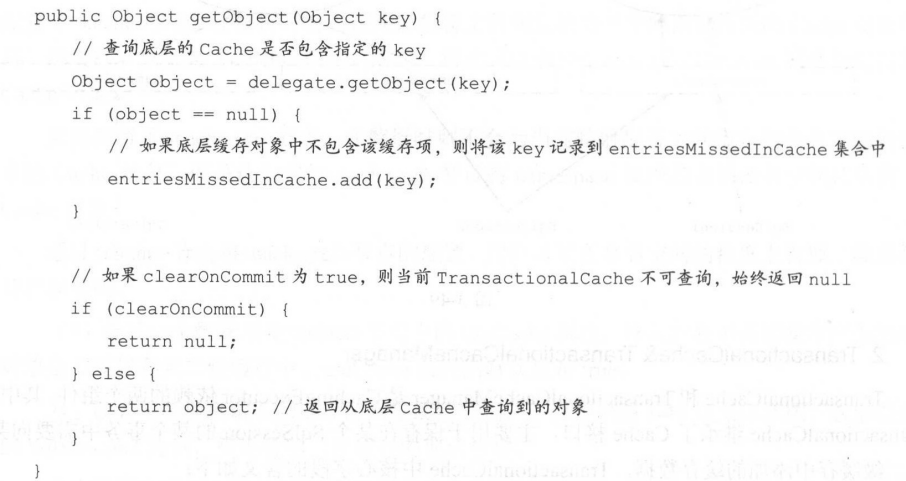 public Object getObject(Object key) {
// 查询底层的 Cache 是否包含指定的 key
Object object = delegate.getObject(key);
if (object == null) {
// 如果底层缓存对象中不包含该缓存项，则将该 key 记录到 entriesMissedInCache 集合中
entriesMissedInCache.add(key);
}
// 如果 clearOnCommit 为 true，则当前 TransactionalCache 不可查询，始终返回 null
if (clearOnCommit) {
return null;
} else {
return object; // 返回从底层 Cache 中查询到的对象
}
}